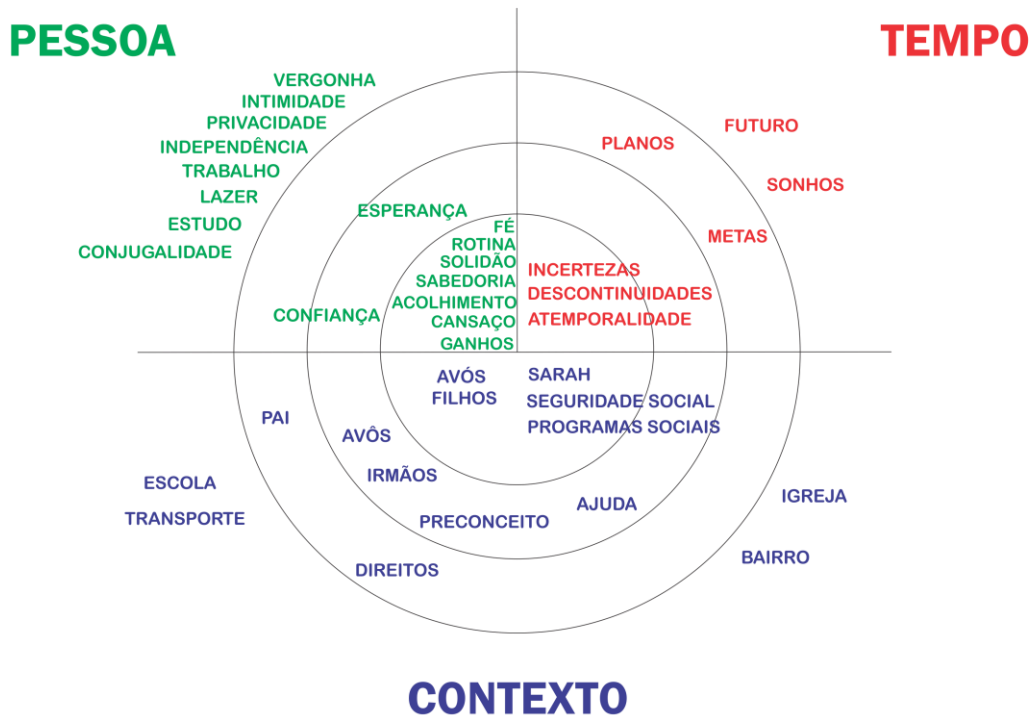 PESSOA
VERGONHA
INTIMIDADE
PRIVACIDADE
INDEPENDÊNCIA
TRABALHO
LAZER
ESTUDO
CONJUGALIDADE
ESPERANÇA
CONFIANÇA
FÉ
ROTINA
SOLIDÃO
SABEDORIA
ACOLHIMENTO
CANSAÇO
GANHOS
TEMPO
FUTURO
PLANOS
SONHOS
METAS
INCERTEZAS
DESCONTINUIDADES
ATEMPORALIDADE
AVÓS
FILHOS
PAI
AVÔS
IRMÃOS
ESCOLA
TRANSPORTE
PRECONCEITO
DIREITOS
SARAH
SEGURIDADE SOCIAL
PROGRAMAS SOCIAIS
AJUDA
IGREJA
BAIRRO
CONTEXTO